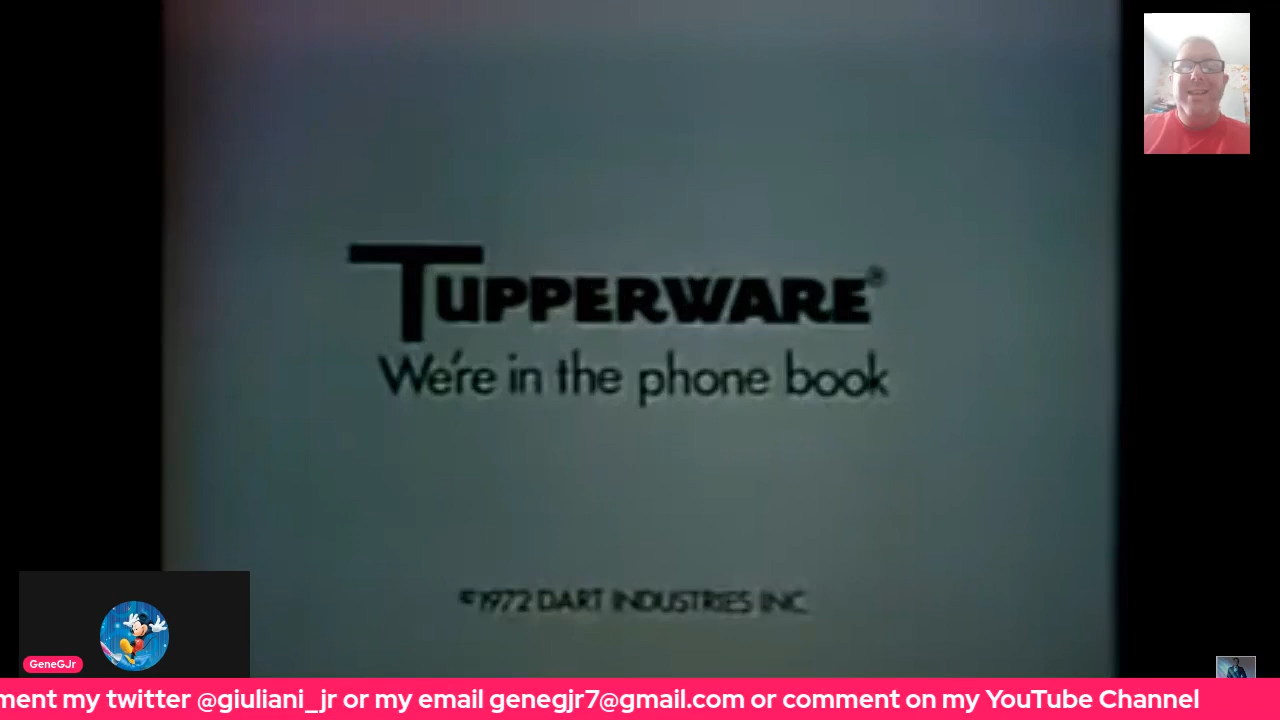 TUPPERWARE®
We're in the phone book
©1972 DART INDUSTRIES INC.
GeneGJr
ment my twitter @giuliani_jr or my email genegjr7@gmail.com or comment on my YouTube Channel